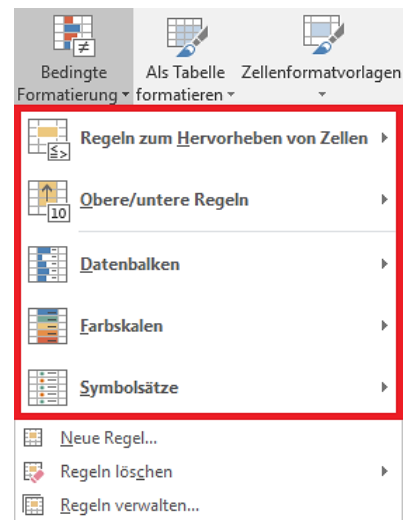 Bedingte
Formatierung
Als Tabelle
formatieren
Zellenformatvorlagen
Regeln zum Hervorheben von Zellen
Obere/untere Regeln
10
Datenbalken
Farbskalen
Symbolsätze
Neue Regel...
Regeln löschen
Regeln verwalten...